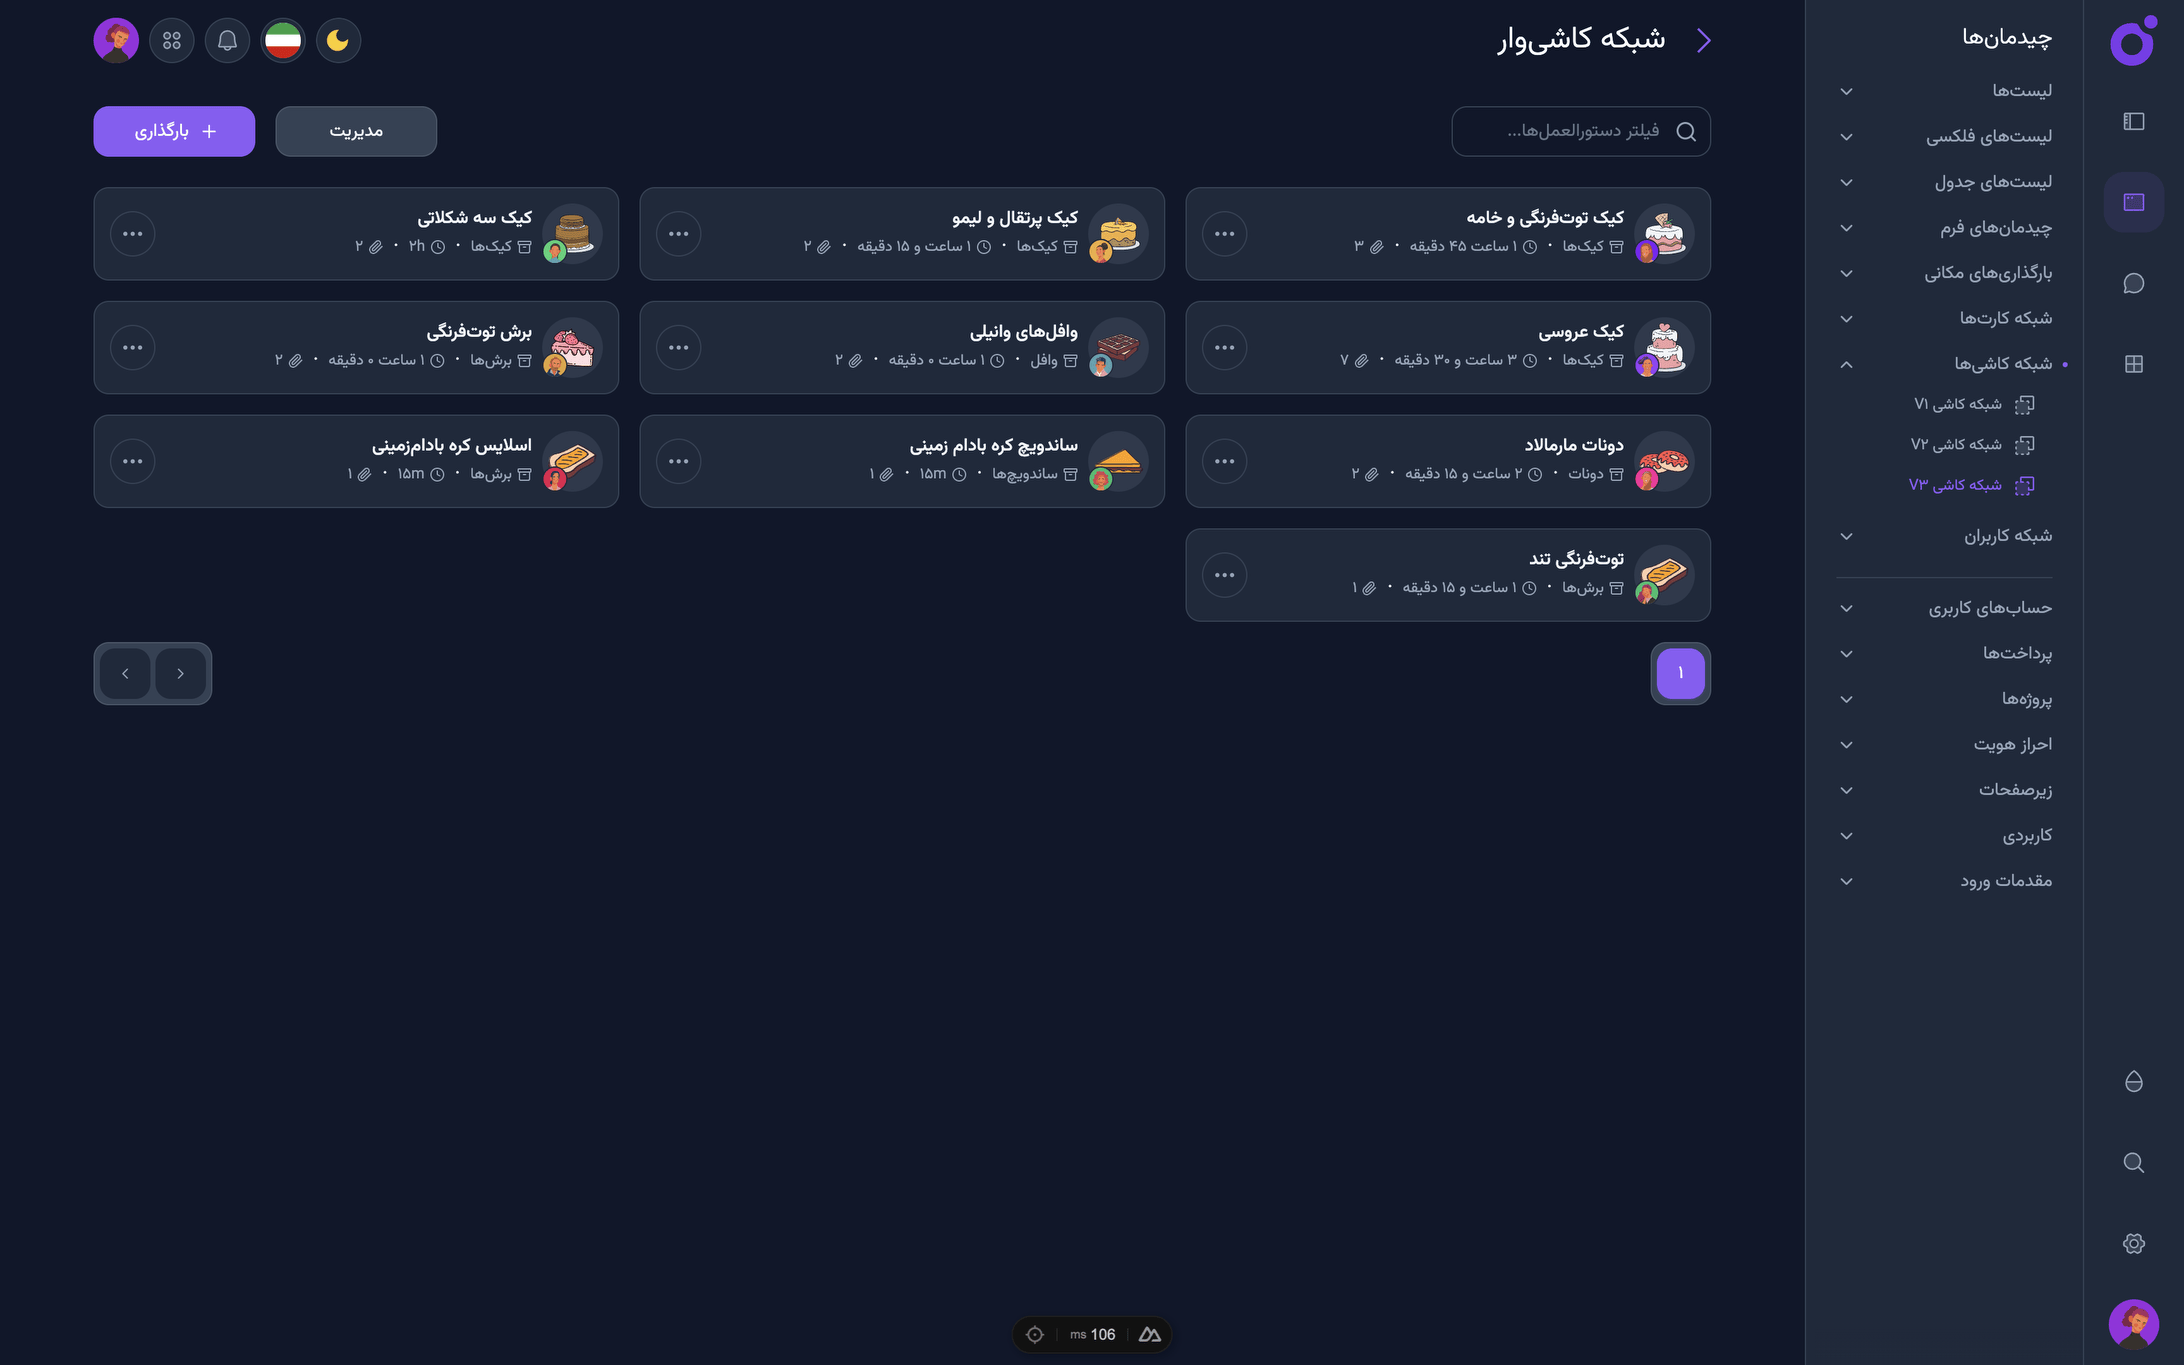 چیدمان‌ها
لیست‌ها
لیست‌های فلکسی
لیست‌های جدول
چیدمان‌های فرم
بارگذاری‌های مکانی
شبکه کارت‌ها
شبکه کاشی‌ها
شبکه کاشی V۱
شبکه کاشی V۲
شبکه کاشی V۳
شبکه کاربران
حساب‌های کاربری
پرداخت‌ها
پروژه‌ها
احراز هویت
زیرصفحات
کاربردی
مقدمات ورود
شبکه کاشی‌وار
فیلتر دستورالعمل‌ها...
مدیریت
بارگذاری
کیک توت‌فرنگی و خامه
کیک‌ها • ۱ ساعت ۴۵ دقیقه • ۳
کیک پرتقال و لیمو
کیک‌ها • ۱ ساعت و ۱۵ دقیقه • ۲
کیک سه شکلاتی
کیک‌ها • ۲h • ۲
کیک عروسی
کیک‌ها • ۳ ساعت و ۳۰ دقیقه • ۷
وافل‌های وانیلی
وافل • ۱ ساعت ۰ دقیقه • ۲
برش توت‌فرنگی
برش‌ها • ۱ ساعت ۰ دقیقه • ۲
دونات مارمالاد
دونات • ۲ ساعت و ۱۵ دقیقه • ۲
ساندویچ کره بادام زمینی
ساندویچ‌ها • ۱۵m • ۱
اسلایس کره بادام‌زمینی
برش‌ها • ۱۵m • ۱
توت‌فرنگی تند
برش‌ها • ۱ ساعت و ۱۵ دقیقه • ۱
۱
106 ms